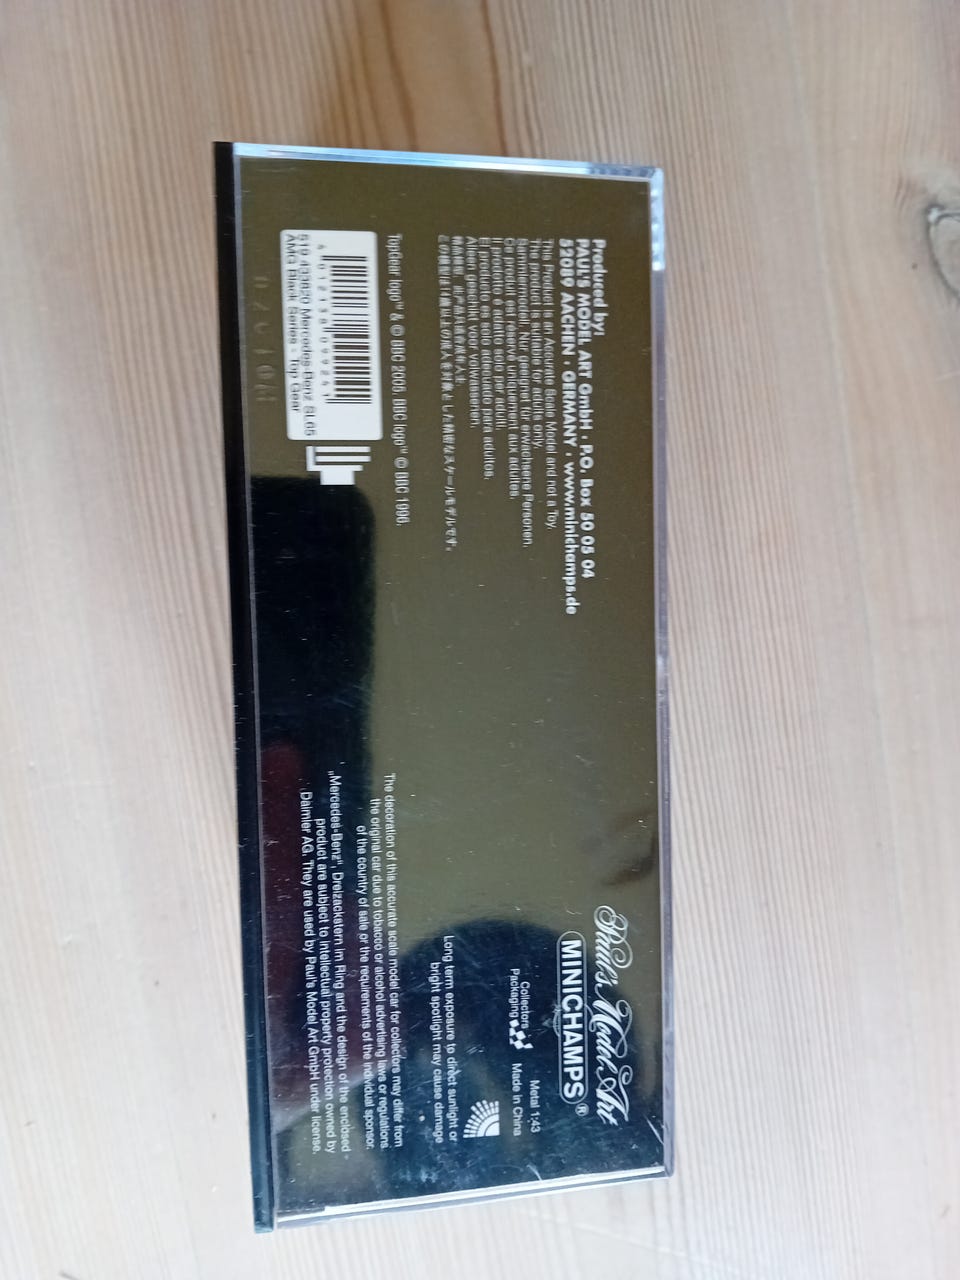 Produced by:
PAUL'S MODEL ART GmbH · P.O. Box 50 05 04
52089 AACHEN · GERMANY · www.minichamps.de
This Product is an Accurate Scale Model and not a Toy.
The product is suitable for adults only.
Sammlermodell. Nur geeignet für erwachsene Personen.
Ce produit est réservé uniquement aux adultes.
Il prodotto è adatto solo per adulti.
El producto es solo adecuado para adultos.
Alleen geschikt voor volwassenen.
この模型は14歳以上の成人を対象とした精密なスケールモデルです。
TopGear logo™ & © BBC 2005. BBC logo™ © BBC 1996.
4 012138 099241
519 433820 Mercedes-Benz SL65
AMG Black Series - Top Gear
Paul's Model Art
MINICHAMPS®
Metal 1:43
Collectors Packaging
Made in China
Long term exposure to direct sunlight or
bright spotlight may cause damage
The decoration of this accurate scale model car for collectors may differ from
the original car due to tobacco or alcohol advertising laws or regulations
of the country of sale or the requirements of the individual sponsor.
„Mercedes-Benz", Dreizackstern im Ring and the design of the enclosed
product are subject to intellectual property protection owned by
Daimler AG. They are used by Paul's Model Art GmbH under license.